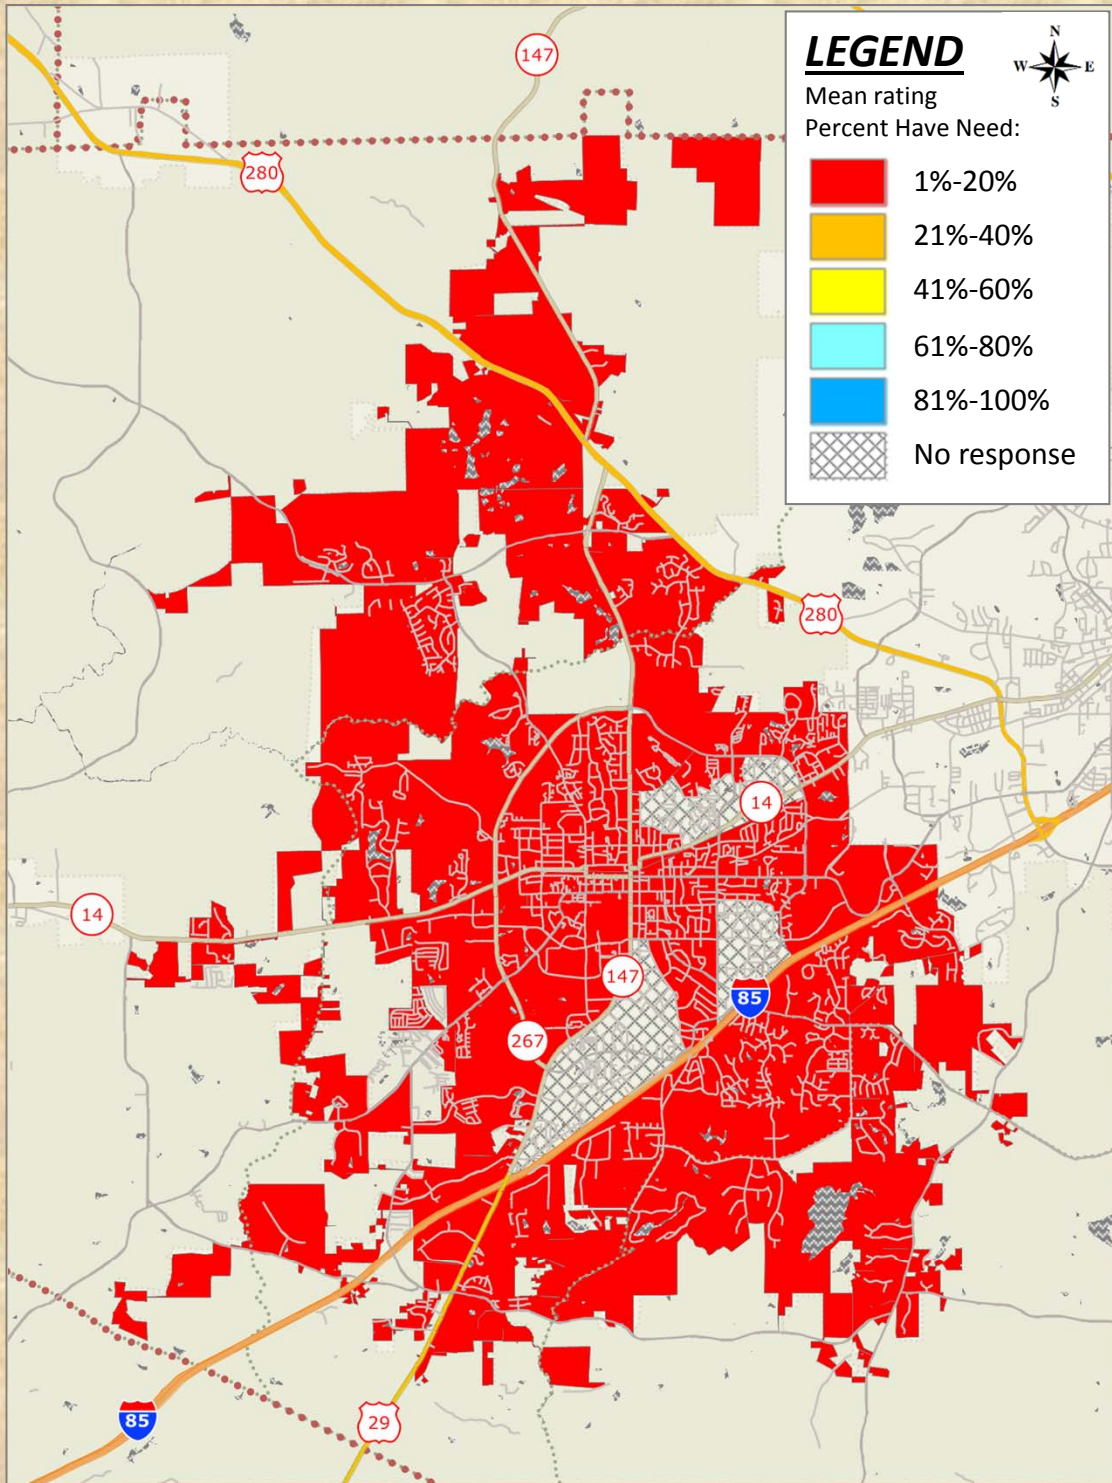 LEGEND
N
W E
S
Mean rating
Percent Have Need:
1%-20%
21%-40%
41%-60%
61%-80%
81%-100%
No response
147
280
280
14
14
147
85
267
85
29